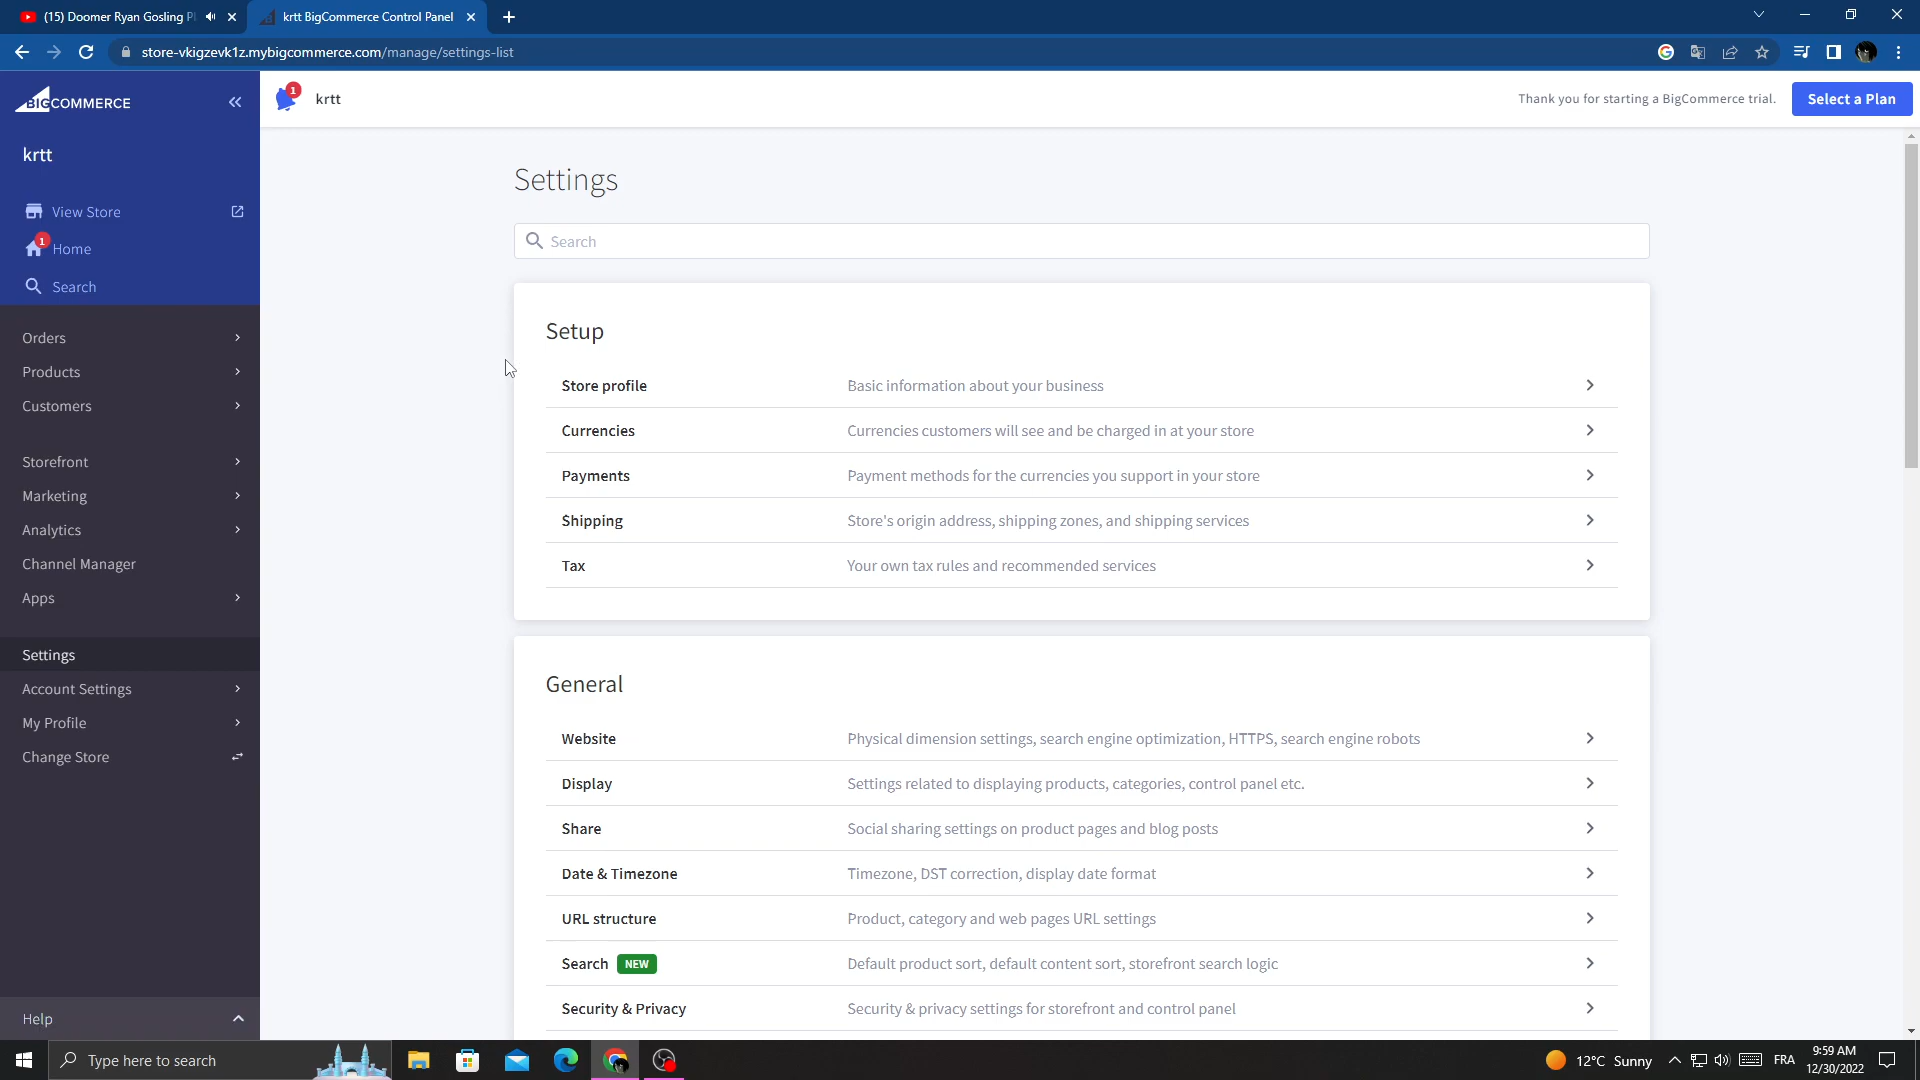 (15) Doomer Ryan Gosling Pl
krtt BigCommerce Control Panel
store-vkigzevk1z.mybigcommerce.com/manage/settings-list
BIGCOMMERCE
1
krtt
Thank you for starting a BigCommerce trial.
Select a Plan
krtt
View Store
1
Home
Search
Orders
Products
Customers
Storefront
Marketing
Analytics
Channel Manager
Apps
Settings
Account Settings
My Profile
Change Store
Help
Settings
Search
Setup
Store profile Basic information about your business
Currencies Currencies customers will see and be charged in at your store
Payments Payment methods for the currencies you support in your store
Shipping Store's origin address, shipping zones, and shipping services
Tax Your own tax rules and recommended services
General
Website Physical dimension settings, search engine optimization, HTTPS, search engine robots
Display Settings related to displaying products, categories, control panel etc.
Share Social sharing settings on product pages and blog posts
Date & Timezone Timezone, DST correction, display date format
URL structure Product, category and web pages URL settings
Search NEW Default product sort, default content sort, storefront search logic
Security & Privacy Security & privacy settings for storefront and control panel
Type here to search
12°C Sunny
FRA
9:59 AM
12/30/2022